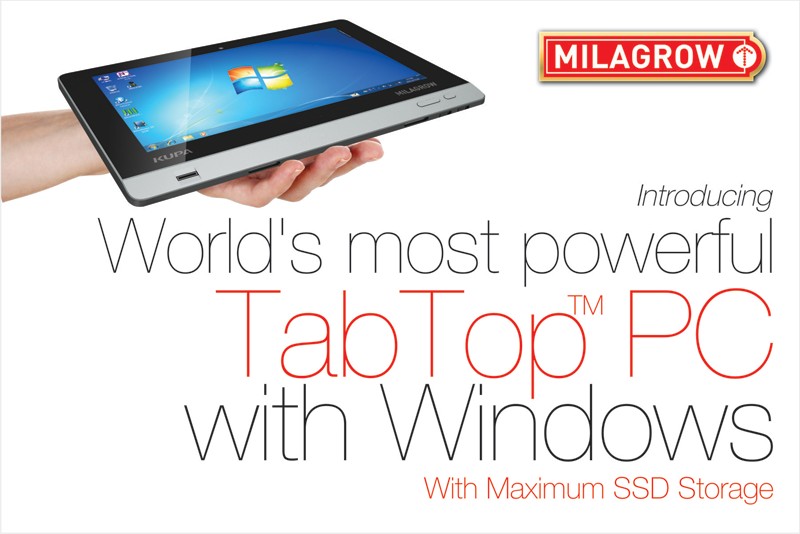 MILAGROW
MILAGROW
KUPA
Introducing
World's most powerful
TabTop™ PC
with Windows
With Maximum SSD Storage